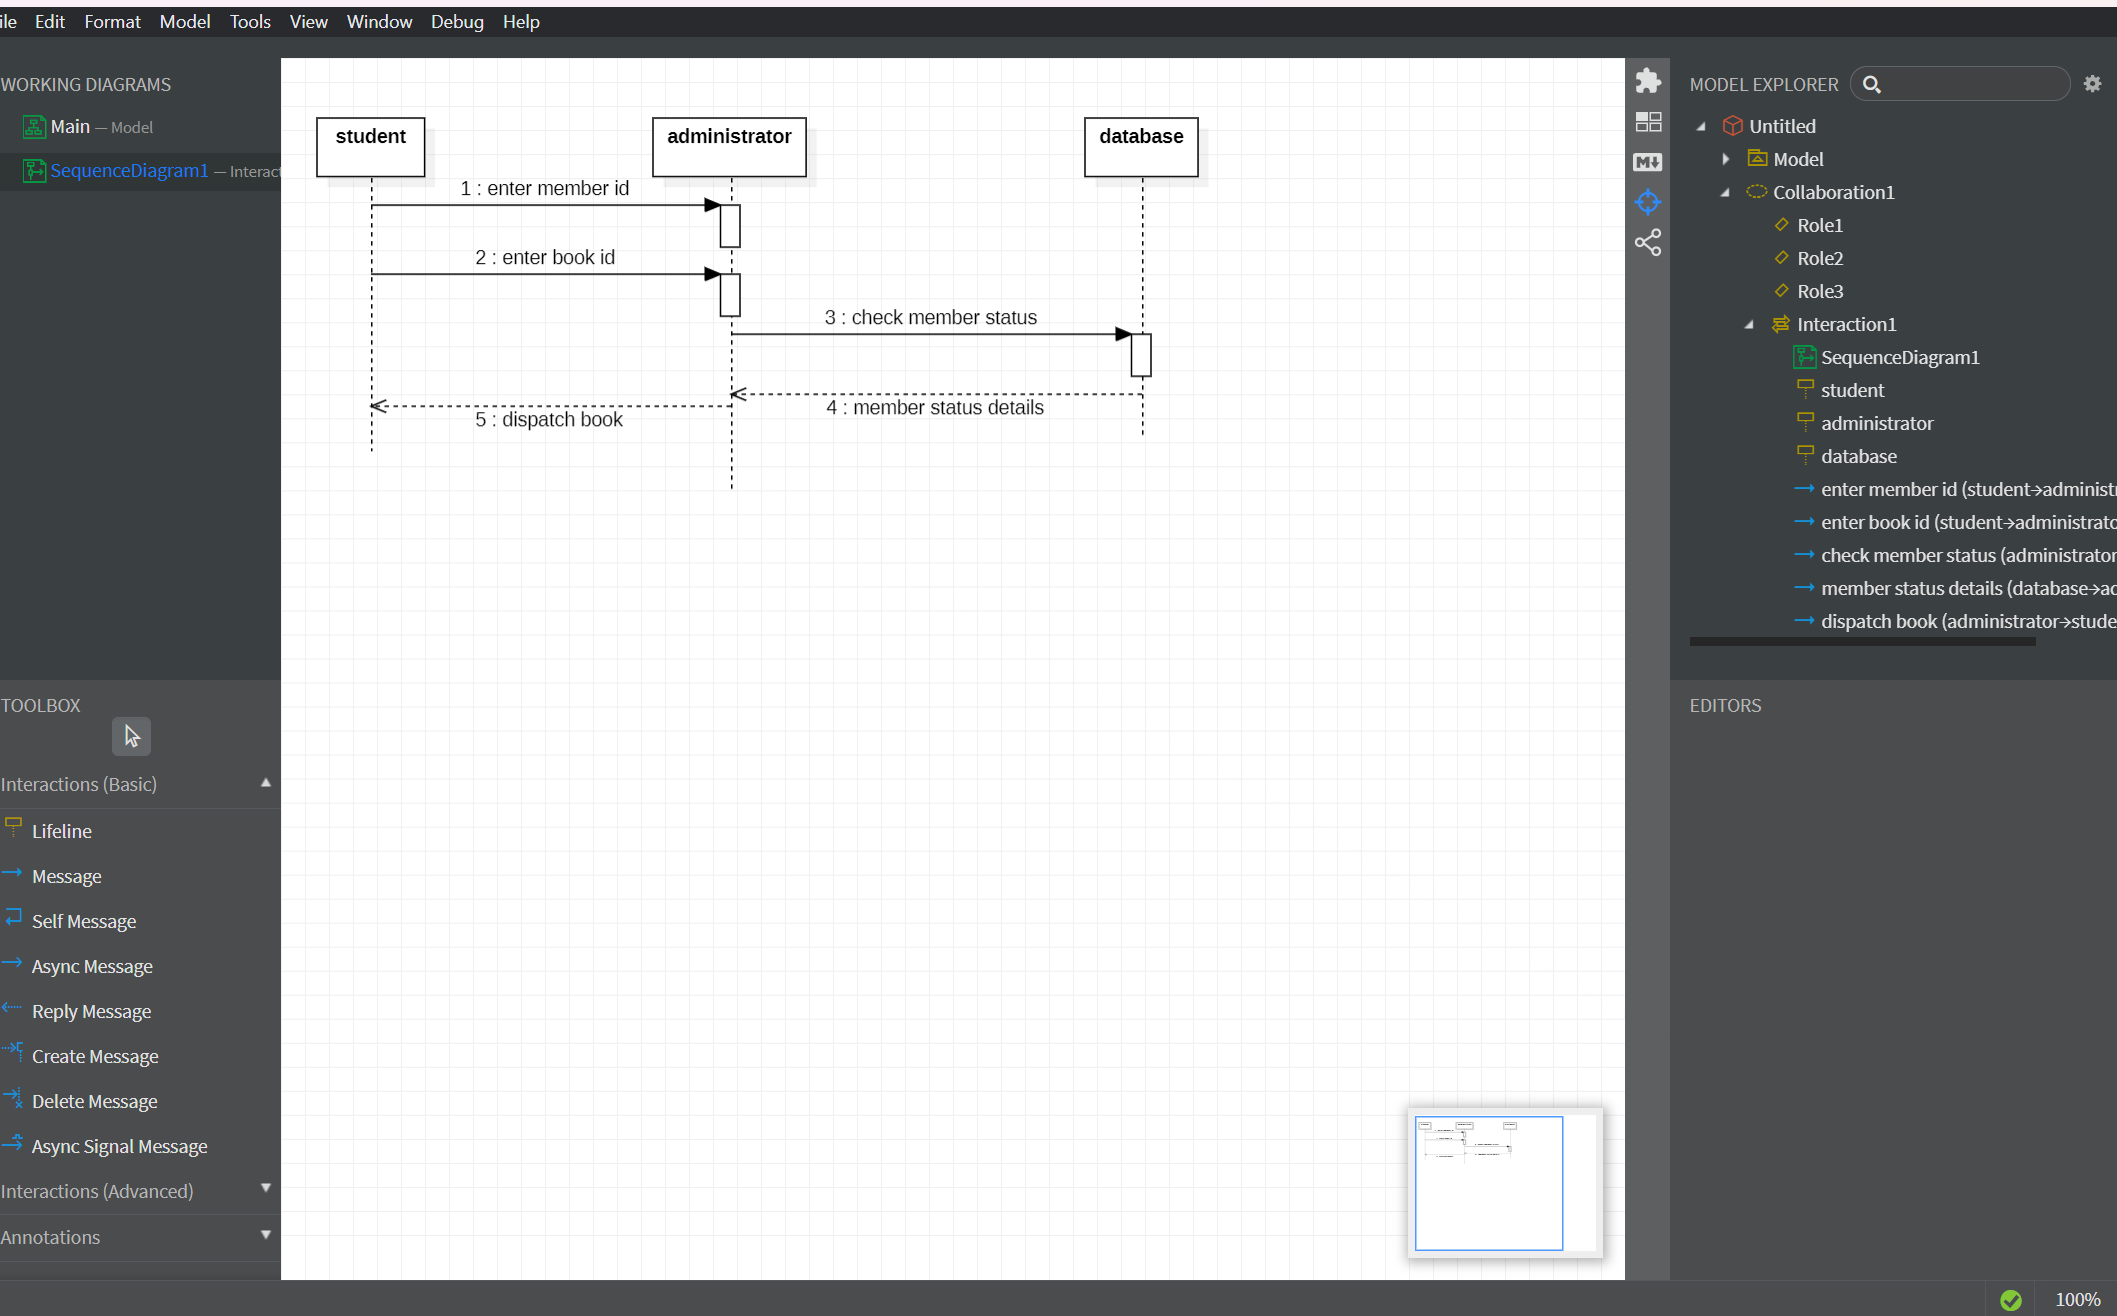 ile Edit Format Model Tools View Window Debug Help
WORKING DIAGRAMS
Main — Model
SequenceDiagram1 — Interact
TOOLBOX
Interactions (Basic)
Lifeline
Message
Self Message
Async Message
Reply Message
Create Message
Delete Message
Async Signal Message
Interactions (Advanced)
Annotations
student
administrator
database
1 : enter member id
2 : enter book id
3 : check member status
4 : member status details
5 : dispatch book
MODEL EXPLORER
Untitled
Model
Collaboration1
Role1
Role2
Role3
Interaction1
SequenceDiagram1
student
administrator
database
enter member id (student→administr
enter book id (student→administrato
check member status (administrator
member status details (database→ad
dispatch book (administrator→stude
EDITORS
100%